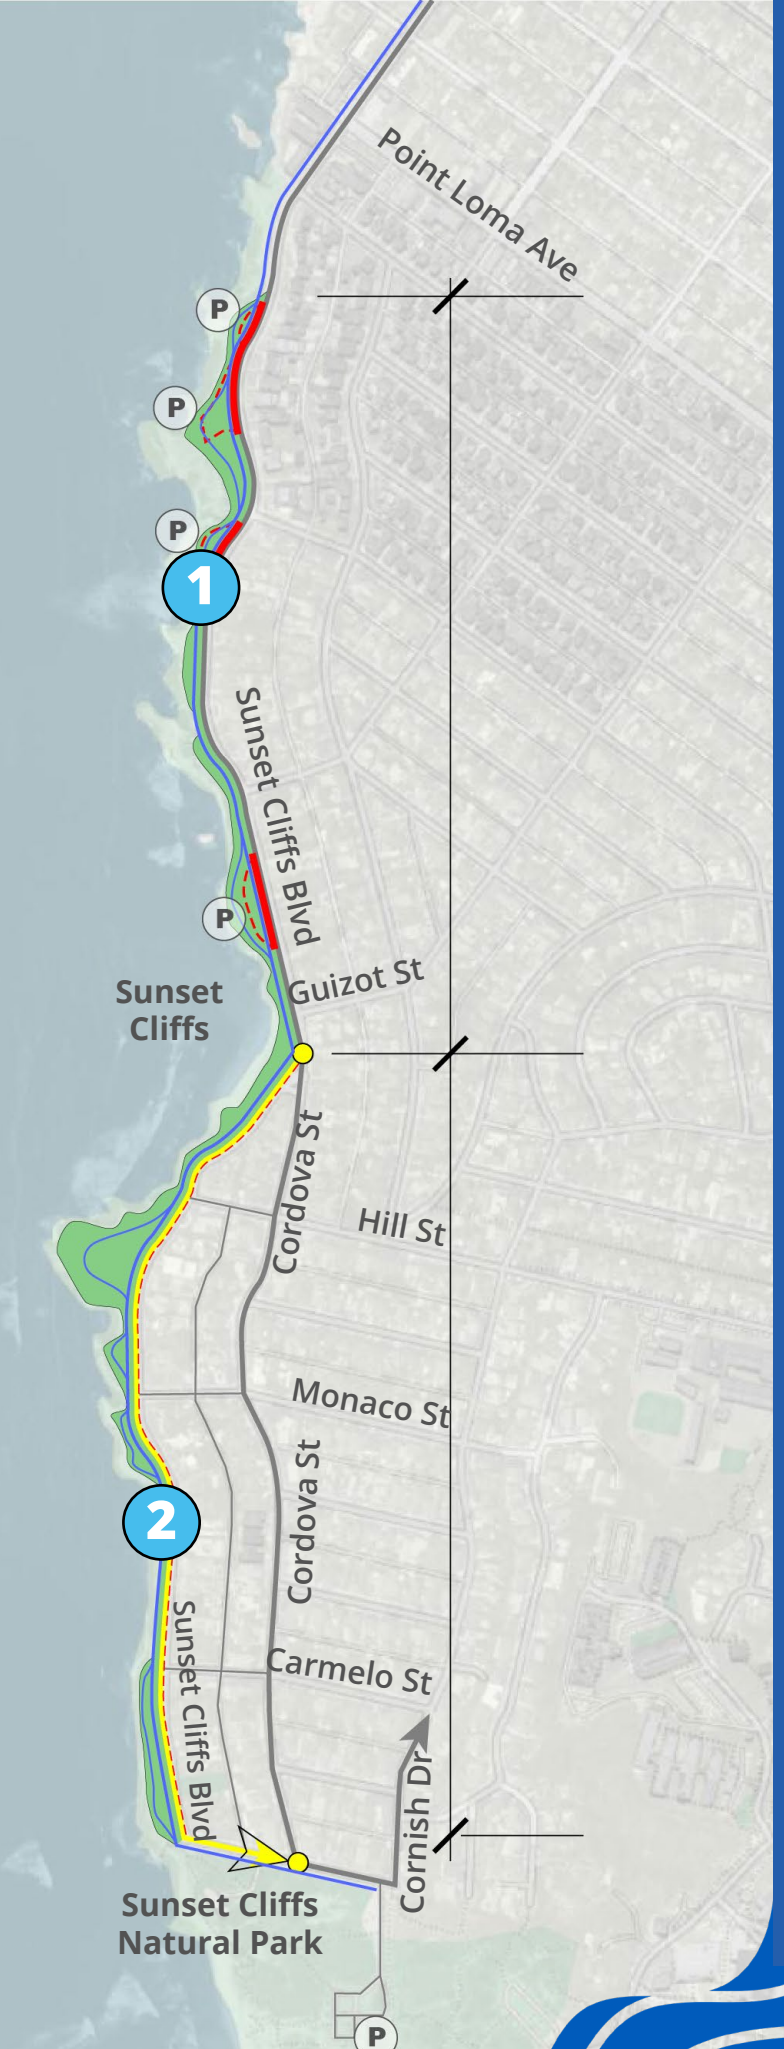 Point Loma Ave
P
P
P
1
Sunset Cliffs Blvd
P
Guizot St
Sunset
Cliffs
Cordova St
Hill St
Monaco St
Cordova St
2
Sunset Cliffs Blvd
Carmelo St
Cornish Dr
Sunset Cliffs
Natural Park
P